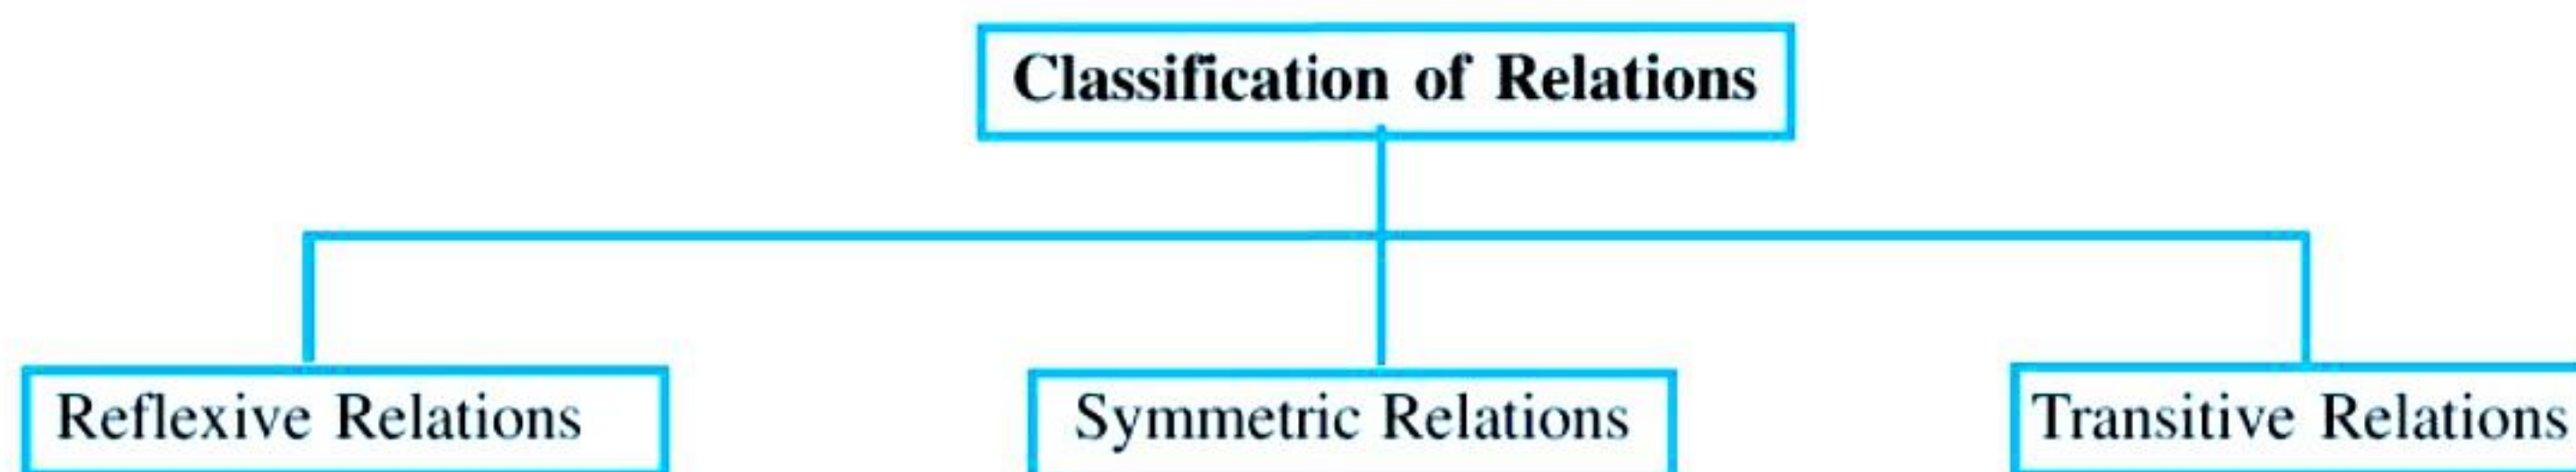 Classification of Relations
Reflexive Relations
Symmetric Relations
Transitive Relations